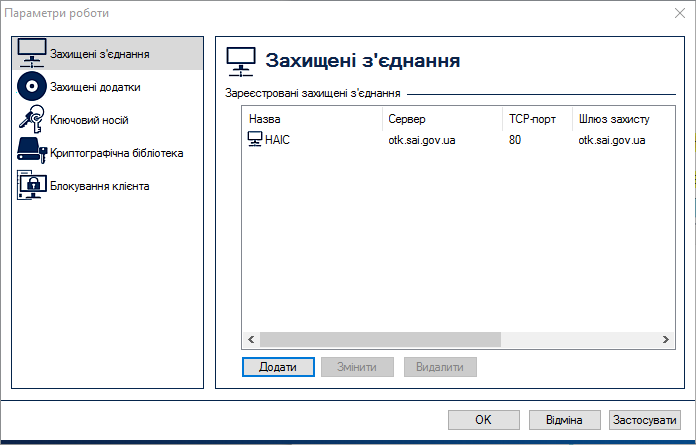 Параметри роботи
Захищені з'єднання
Захищені додатки
Ключовий носій
Криптографічна бібліотека
Блокування клієнта
Захищені з'єднання
Зареєстровані захищені з'єднання
Назва Сервер TCP-порт Шлюз захисту
НАІС otk.sai.gov.ua 80 otk.sai.gov.ua
Додати Змінити Видалити
OK Відміна Застосувати